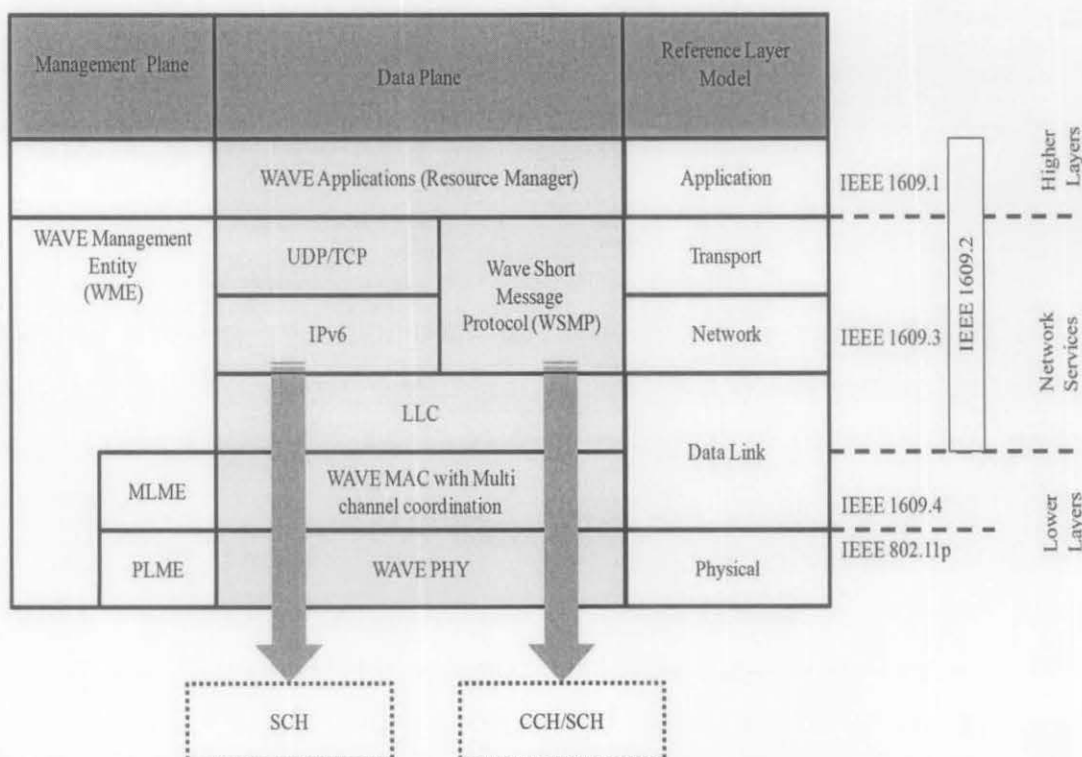 Management Plane
Data Plane
Reference Layer
Model
WAVE Applications (Resource Manager)
Application
IEEE 1609.1
Higher
Layers
WAVE Management
Entity
(WME)
UDP/TCP
Wave Short
Message
Protocol (WSMP)
Transport
IPv6
Network
IEEE 1609.3
IEEE 1609.2
Network
Services
LLC
Data Link
MLME
WAVE MAC with Multi
channel coordination
IEEE 1609.4
Lower
Layers
PLME
WAVE PHY
Physical
IEEE 802.11p
SCH
CCH/SCH